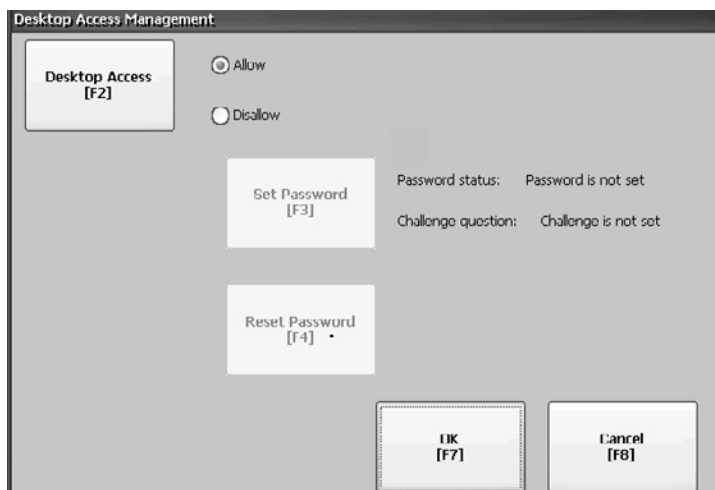 Desktop Access Management
Desktop Access
[F2]
Allow
Disallow
Set Password
[F3]
Password status: Password is not set
Challenge question: Challenge is not set
Reset Password
[F4]
OK
[F7]
Cancel
[F8]